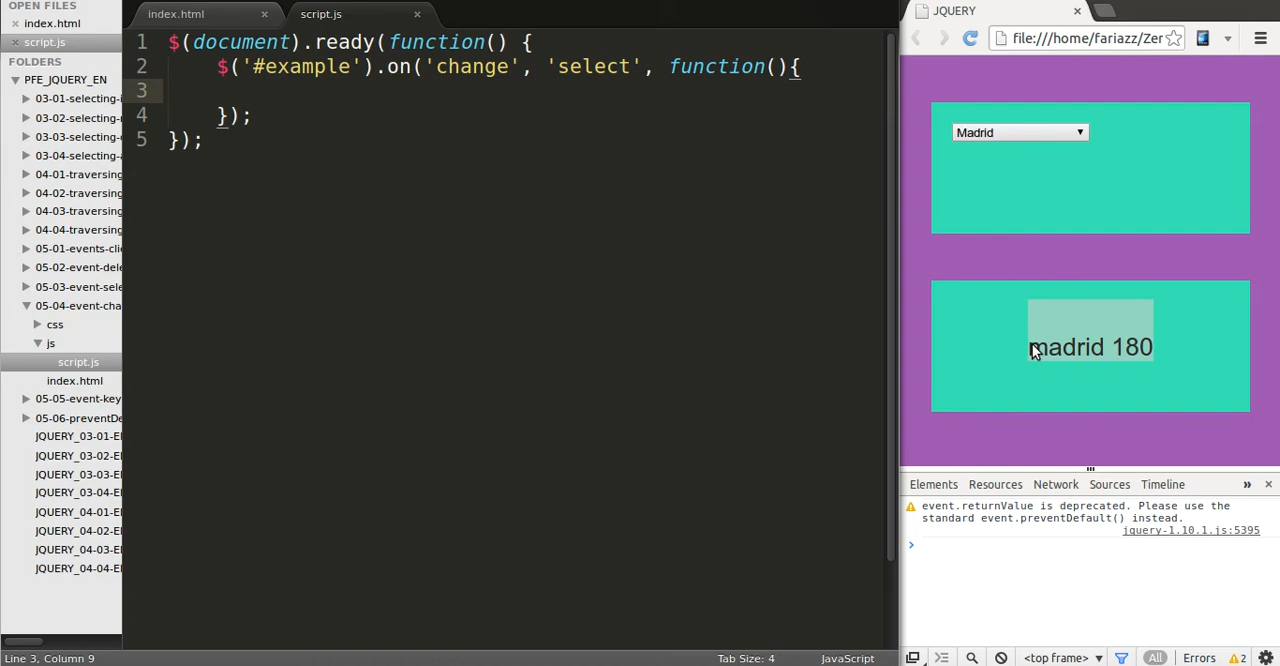 OPEN FILES
index.html
script.js
FOLDERS
PFE_JQUERY_EN
03-01-selecting-i
03-02-selecting-r
03-03-selecting-
03-04-selecting-a
04-01-traversing
04-02-traversing
04-03-traversing
04-04-traversing
05-01-events-cli
05-02-event-dele
05-03-event-sele
05-04-event-cha
css
js
script.js
index.html
05-05-event-key
05-06-preventDe
JQUERY_03-01-E
JQUERY_03-02-E
JQUERY_03-03-E
JQUERY_03-04-E
JQUERY_04-01-E
JQUERY_04-02-E
JQUERY_04-03-E
JQUERY_04-04-E
index.html
script.js
1 $(document).ready(function() {
2 $('#example').on('change', 'select', function(){
3
4 });
5 });
Line 3, Column 9
Tab Size: 4
JavaScript
JQUERY
file:///home/fariazz/Zer
Madrid
madrid 180
Elements Resources Network Sources Timeline »
event.returnValue is deprecated. Please use the
standard event.preventDefault() instead.
jquery-1.10.1.js:5395
<top frame> All Errors 2